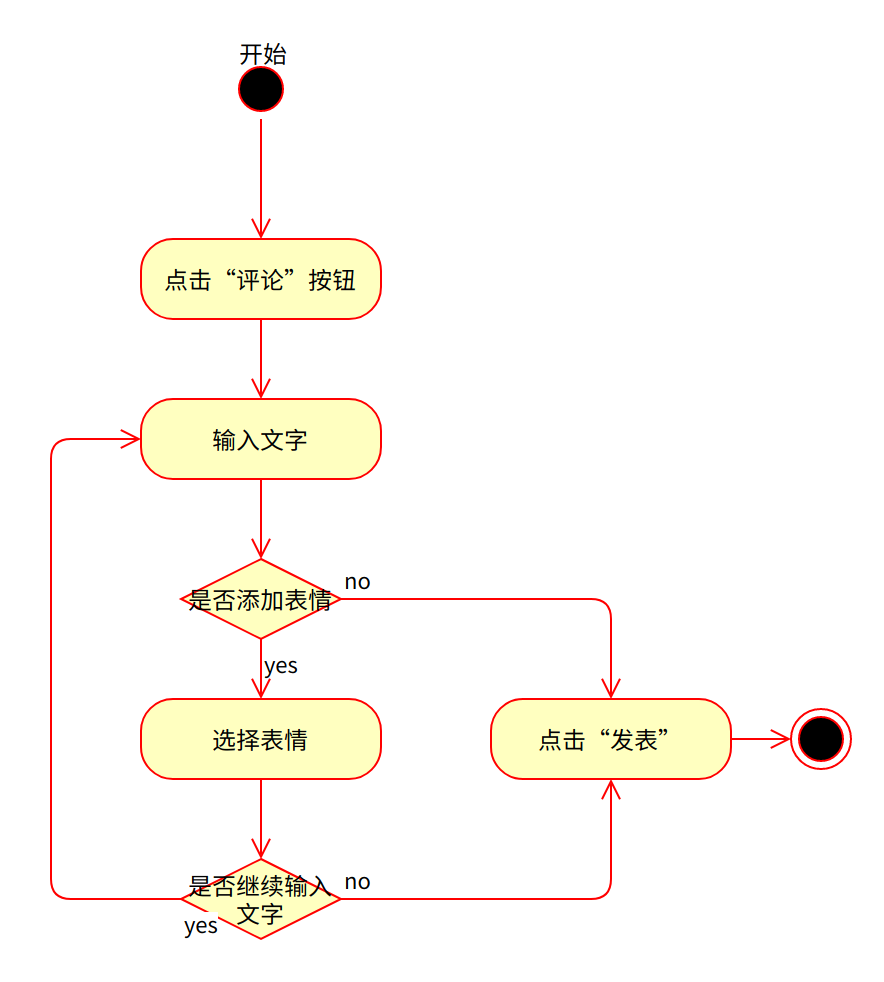 开始
点击“评论”按钮
输入文字
是否添加表情
no
yes
选择表情
点击“发表”
是否继续输入
文字
no
yes